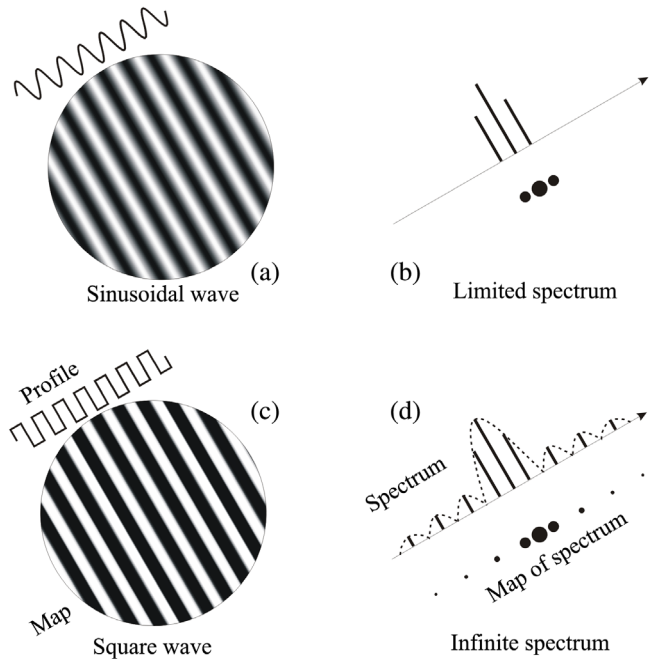 (a)
Sinusoidal wave
(b)
Limited spectrum
Profile
(c)
Map
Square wave
(d)
Spectrum
Map of spectrum
Infinite spectrum